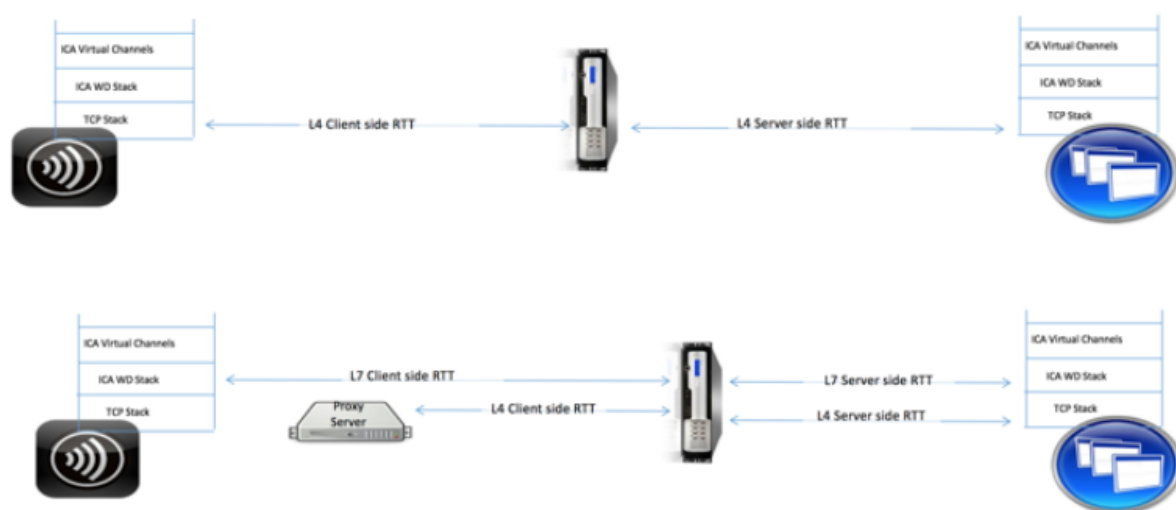 ICA Virtual Channels
ICA WD Stack
TCP Stack
L4 Client side RTT
L4 Server side RTT
ICA Virtual Channels
ICA WD Stack
TCP Stack
ICA Virtual Channels
ICA WD Stack
TCP Stack
L7 Client side RTT
L4 Client side RTT
Proxy
Server
L7 Server side RTT
L4 Server side RTT
ICA Virtual Channels
ICA WD Stack
TCP Stack